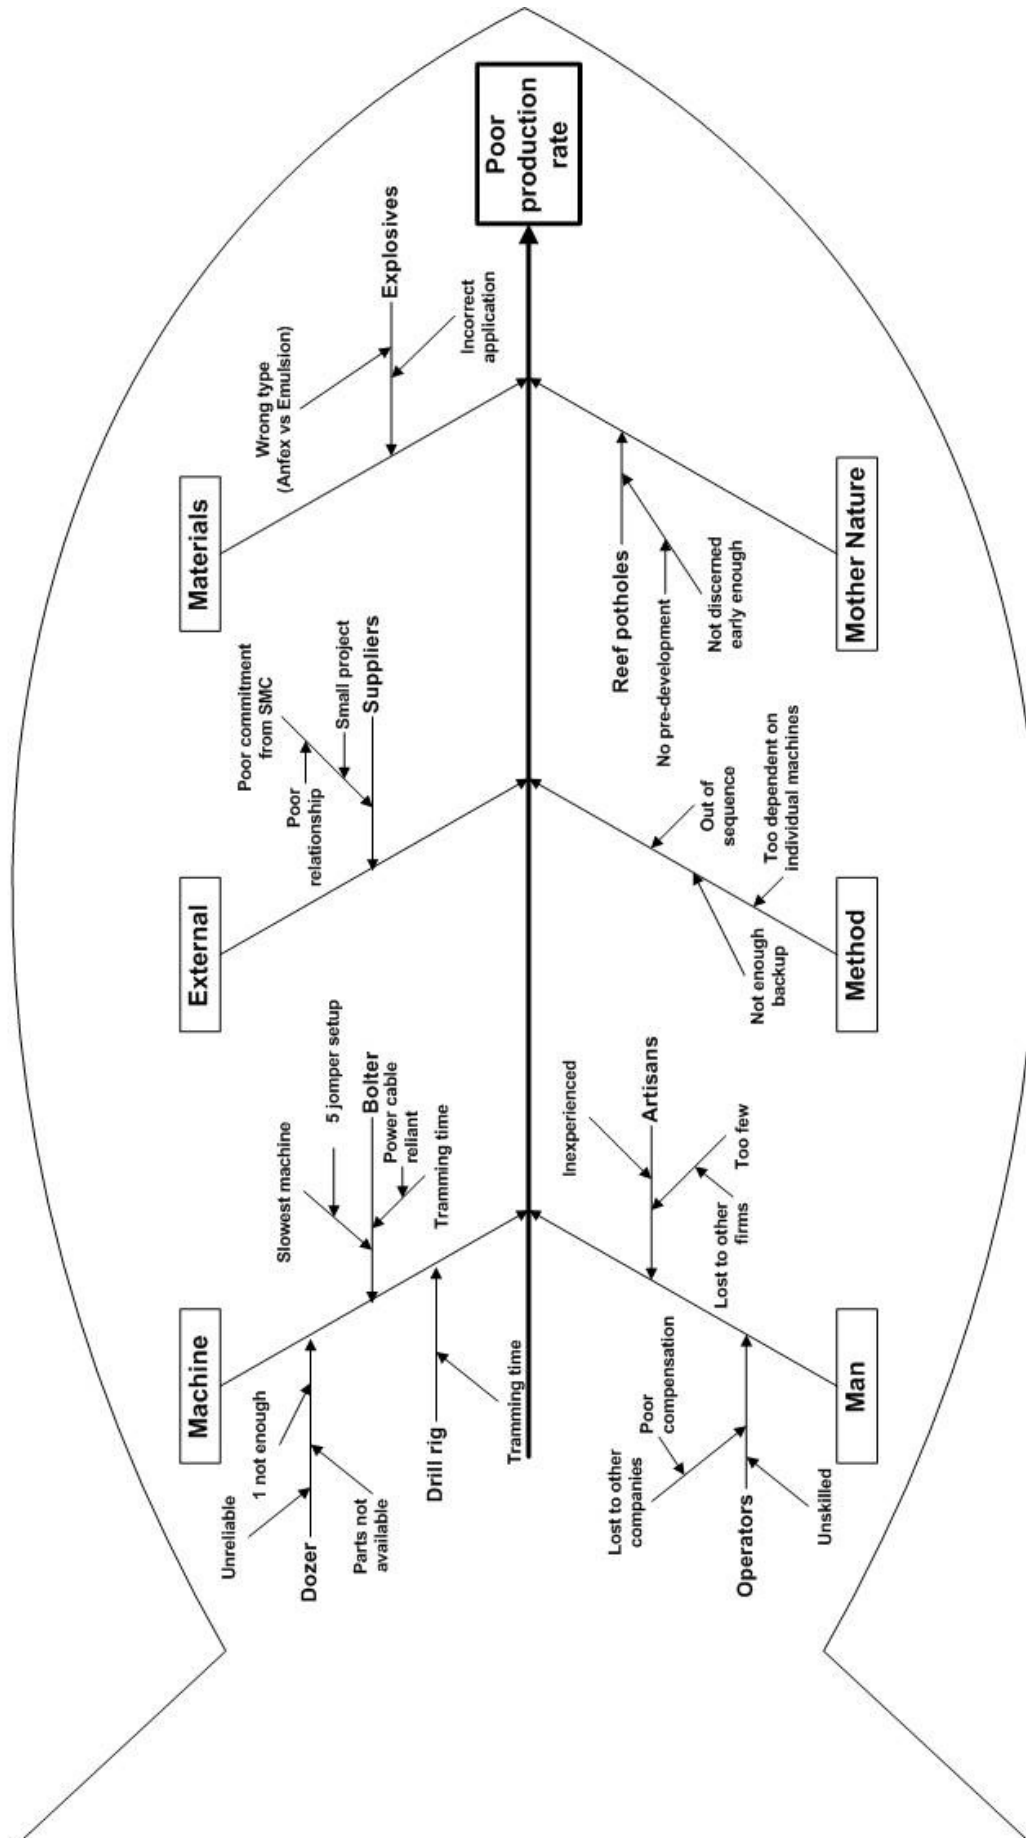 Machine
Unreliable
1 not enough
Dozer
Parts not
available
Slowest machine
5 jomper setup
Bolter
Power cable
reliant
Tramming time
Drill rig
Tramming time
External
Poor commitment
from SMC
Poor
relationship
Small project
Suppliers
Materials
Wrong type
(Anfex vs Emulsion)
Explosives
Incorrect
application
Poor
production
rate
Man
Lost to other
companies
Poor
compensation
Operators
Unskilled
Inexperienced
Artisans
Lost to other
firms
Too few
Method
Out of
sequence
Not enough
backup
Too dependent on
individual machines
Mother Nature
Reef potholes
No pre-development
Not discerned
early enough